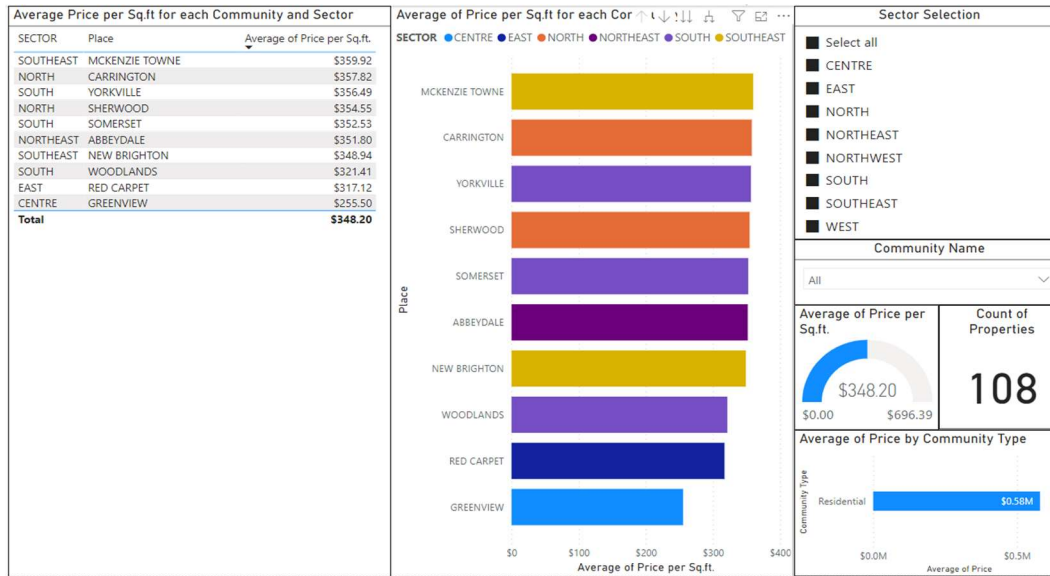 Average Price per Sq.ft for each Community and Sector
SECTOR Place Average of Price per Sq.ft.
SOUTHEAST MCKENZIE TOWNE $359.92
NORTH CARRINGTON $357.82
SOUTH YORKVILLE $356.49
NORTH SHERWOOD $354.55
SOUTH SOMERSET $352.53
NORTHEAST ABBEYDALE $351.80
SOUTHEAST NEW BRIGHTON $348.94
SOUTH WOODLANDS $321.41
EAST RED CARPET $317.12
CENTRE GREENVIEW $255.50
Total $348.20
Average of Price per Sq.ft for each
SECTOR CENTRE EAST NORTH NORTHEAST SOUTH SOUTHEAST
Place
MCKENZIE TOWNE
CARRINGTON
YORKVILLE
SHERWOOD
SOMERSET
ABBEYDALE
NEW BRIGHTON
WOODLANDS
RED CARPET
GREENVIEW
$0 $100 $200 $300 $400
Average of Price per Sq.ft.
Sector Selection
Select all
CENTRE
EAST
NORTH
NORTHEAST
NORTHWEST
SOUTH
SOUTHEAST
WEST
Community Name
All
Average of Price per
Sq.ft.
$348.20
$0.00 $696.39
Count of
Properties
108
Average of Price by Community Type
Community Type
Residential $0.58M
$0.0M $0.5M
Average of Price